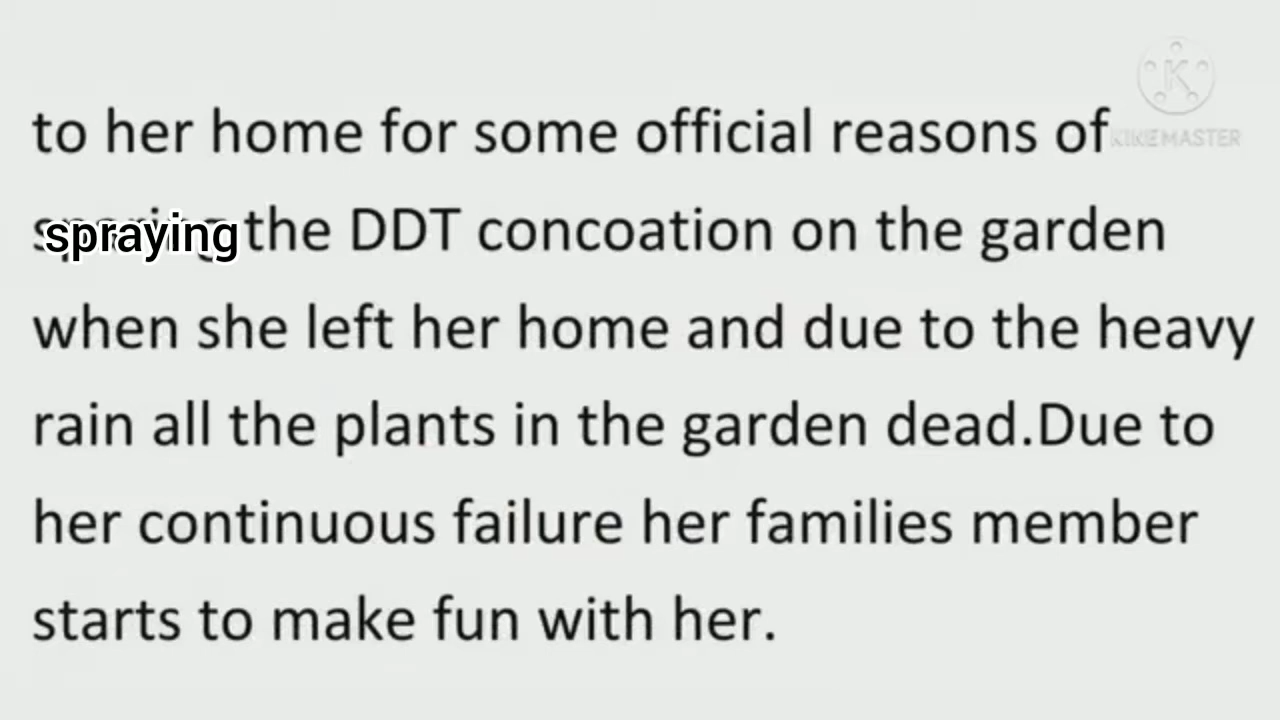 to her home for some official reasons of
spraying the DDT concoation on the garden
when she left her home and due to the heavy
rain all the plants in the garden dead.Due to
her continuous failure her families member
starts to make fun with her.
K
KINEMASTER